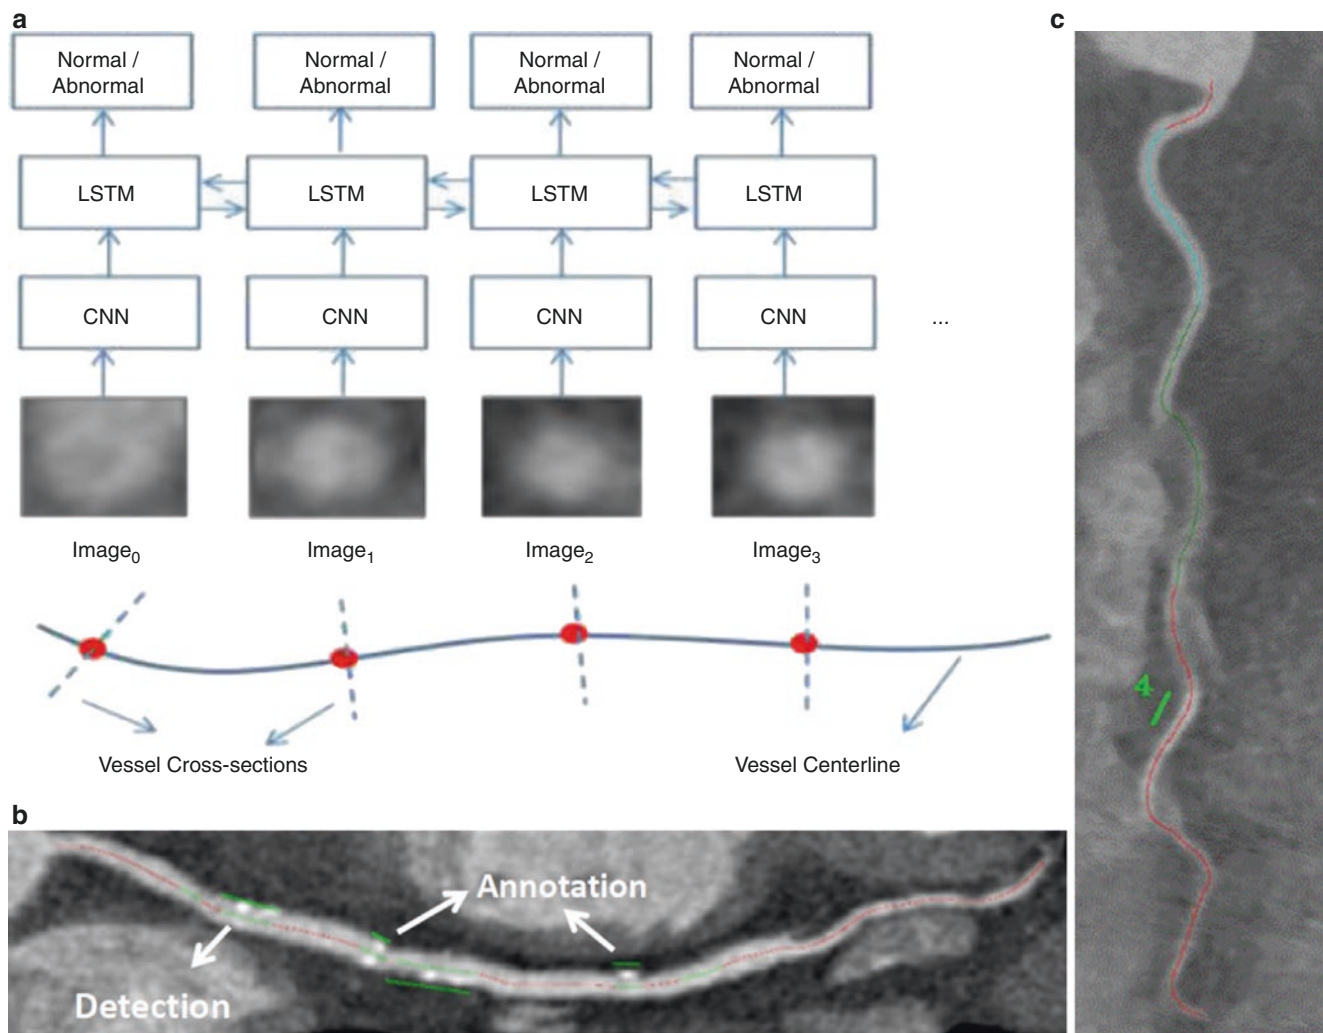 a
c
Normal / Abnormal
Normal / Abnormal
Normal / Abnormal
Normal / Abnormal
LSTM
LSTM
LSTM
LSTM
CNN
CNN
CNN
CNN
...
Image0
Image1
Image2
Image3
4
Vessel Cross-sections
Vessel Centerline
b
Annotation
Detection